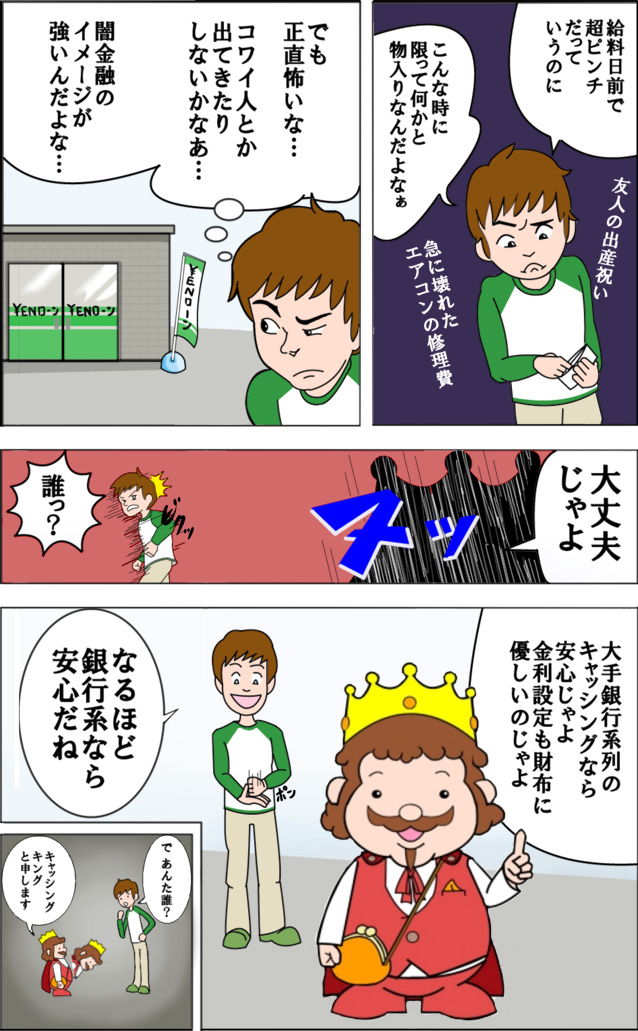 給料日前で
超ピンチ
だって
いうのに
こんな時に
限って何かと
物入りなんだよなぁ
友人の出産祝い
急に壊れた
エアコンの修理費
でも
正直怖いな…
コワイ人とか
出てきたり
しないかなあ…
闇金融の
イメージが
強いんだよな…
¥ENローン
¥ENローン
¥ENローン
大丈夫
じゃよ
ヌッ
ビクッ
誰っ？
大手銀行系列の
キャッシングなら
安心じゃよ
金利設定も財布に
優しいのじゃよ
ポン
なるほど
銀行系なら
安心だね
で あんた誰？
キャッシング
キング
と申します